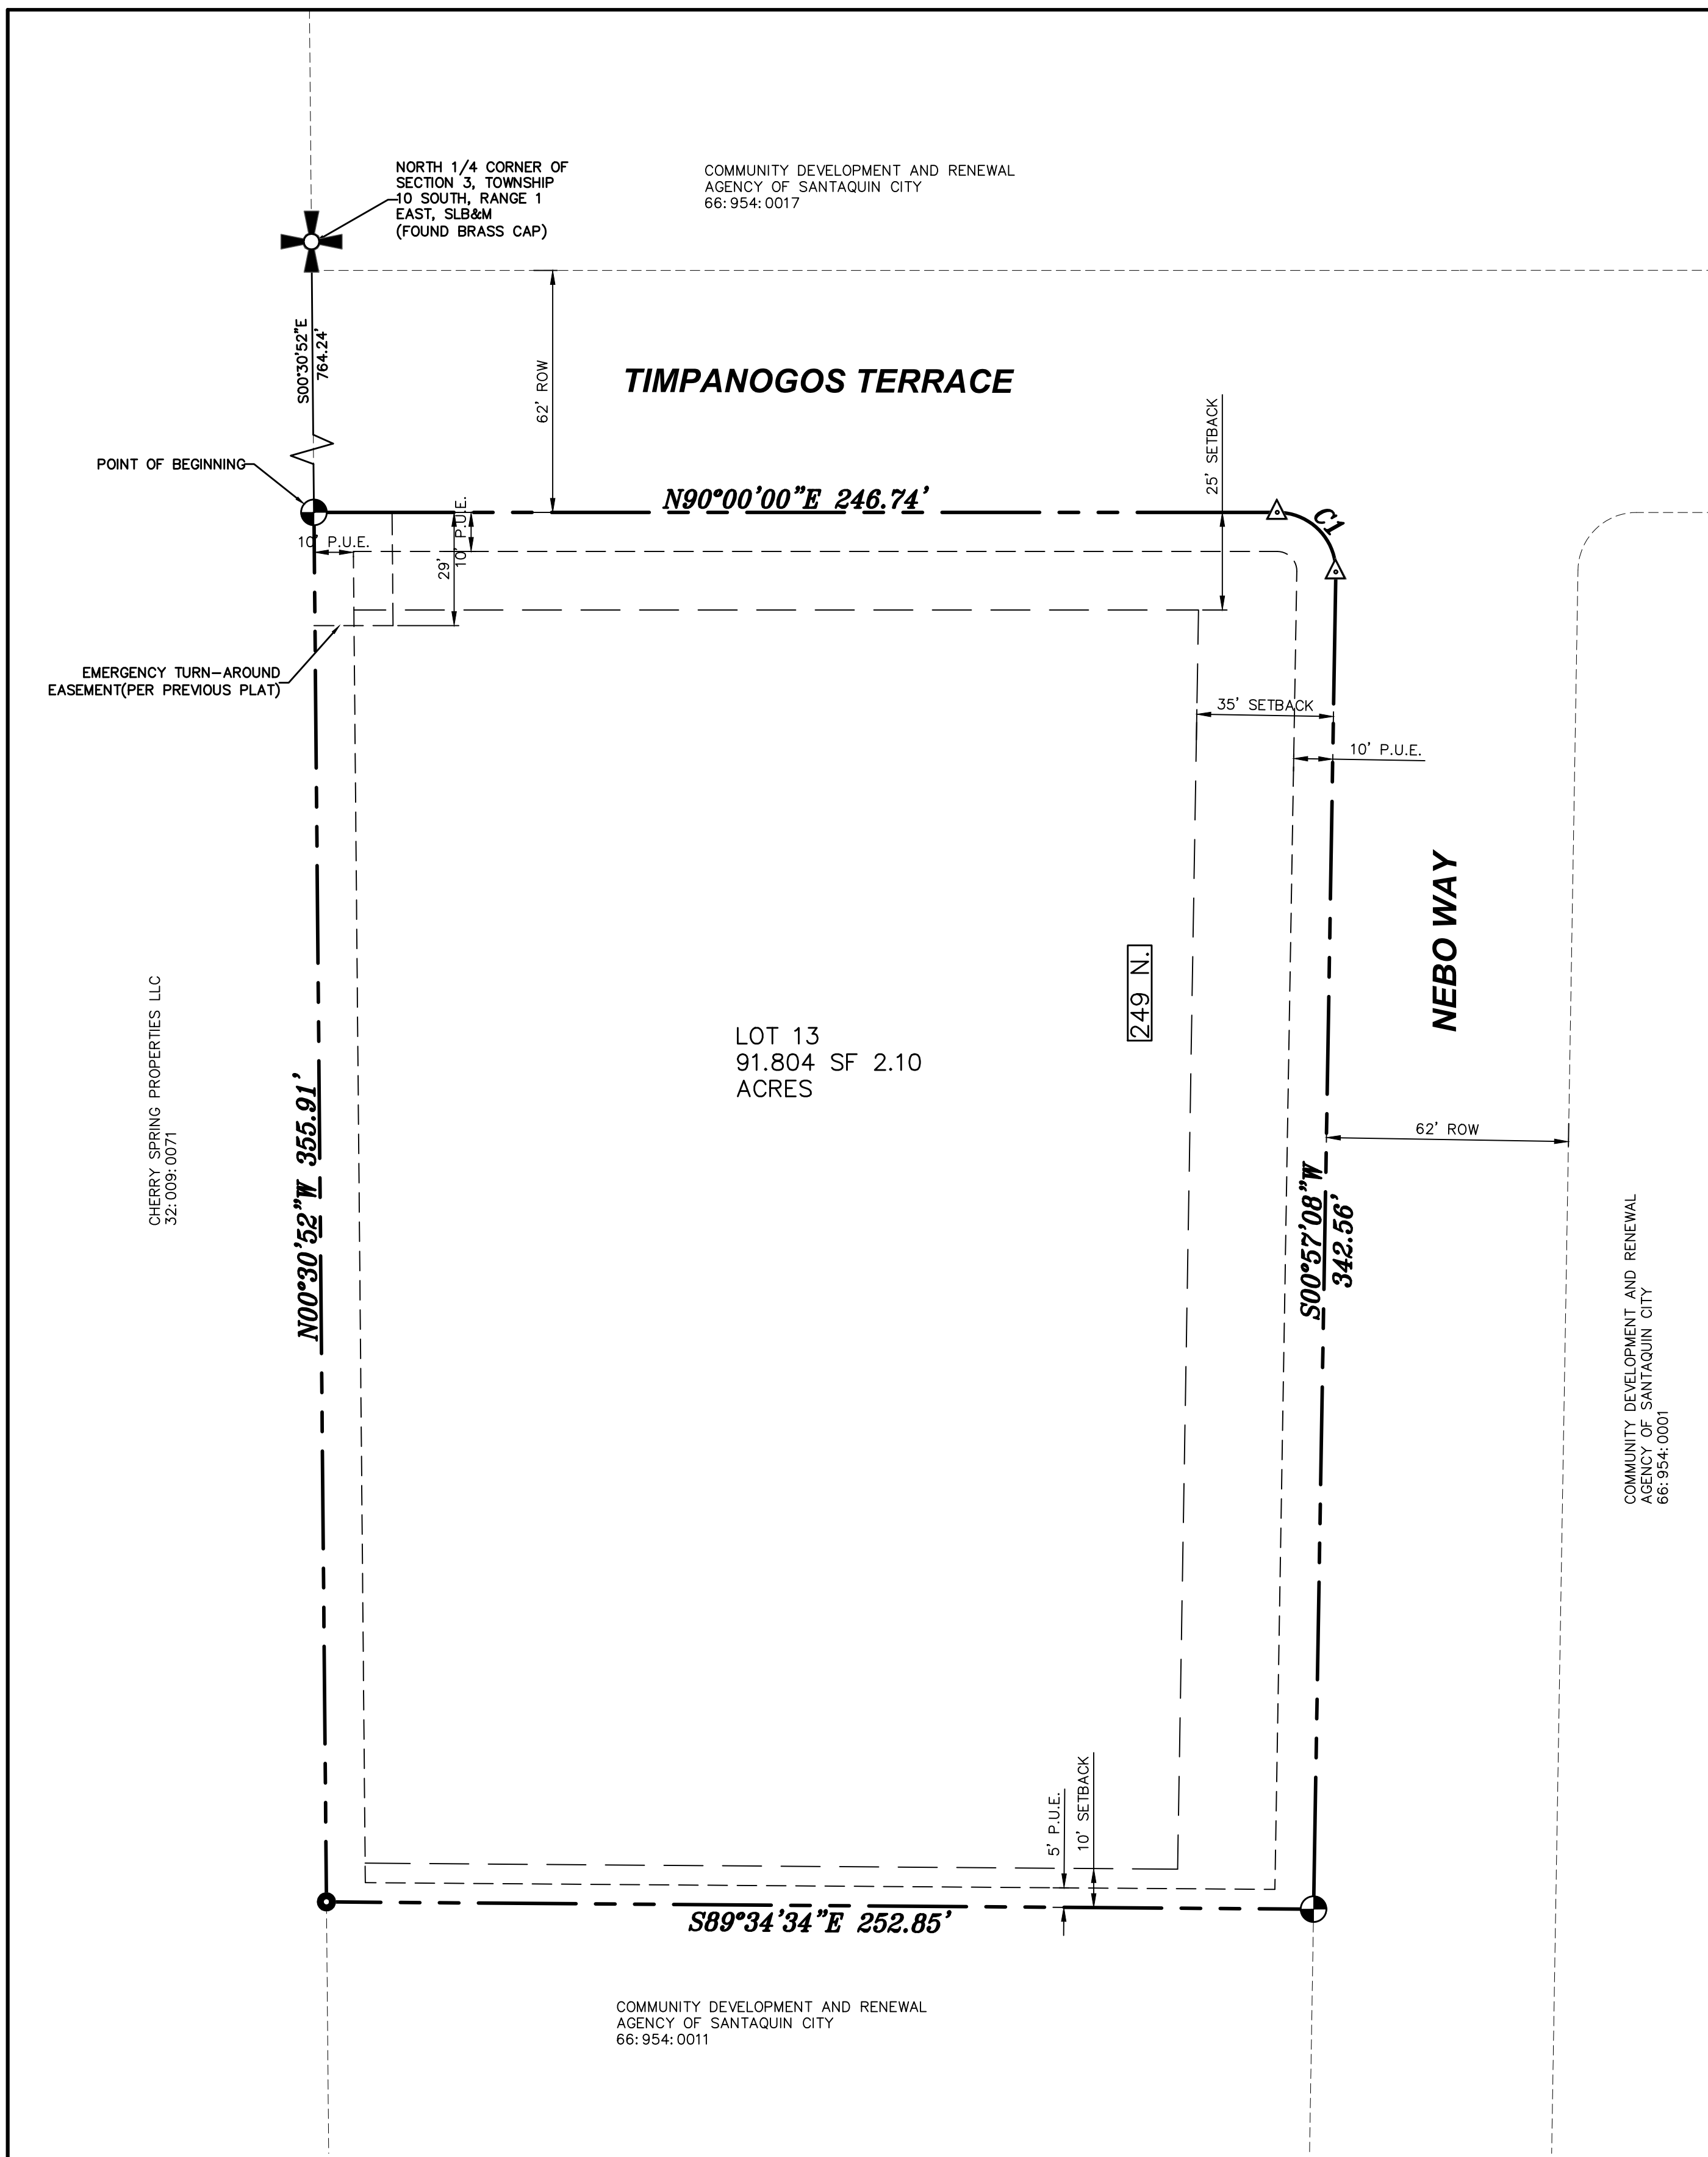 NORTH 1/4 CORNER OF
SECTION 3, TOWNSHIP
10 SOUTH, RANGE 1
EAST, SLB&M
(FOUND BRASS CAP)
COMMUNITY DEVELOPMENT AND RENEWAL
AGENCY OF SANTAQUIN CITY
66:954:0017
S00°30'52"E
764.24'
62' ROW
TIMPANOGOS TERRACE
25' SETBACK
POINT OF BEGINNING
N90°00'00"E 246.74'
C1
10' P.U.E.
10' P.U.E.
29'
EMERGENCY TURN-AROUND
EASEMENT(PER PREVIOUS PLAT)
35' SETBACK
10' P.U.E.
NEBO WAY
249 N.
LOT 13
91.804 SF 2.10
ACRES
CHERRY SPRING PROPERTIES LLC
32:009:0071
N00°30'52"W 355.91'
62' ROW
S00°57'08"W
342.56'
COMMUNITY DEVELOPMENT AND RENEWAL
AGENCY OF SANTAQUIN CITY
66:954:0001
5' P.U.E.
10' SETBACK
S89°34'34"E 252.85'
COMMUNITY DEVELOPMENT AND RENEWAL
AGENCY OF SANTAQUIN CITY
66:954:0011